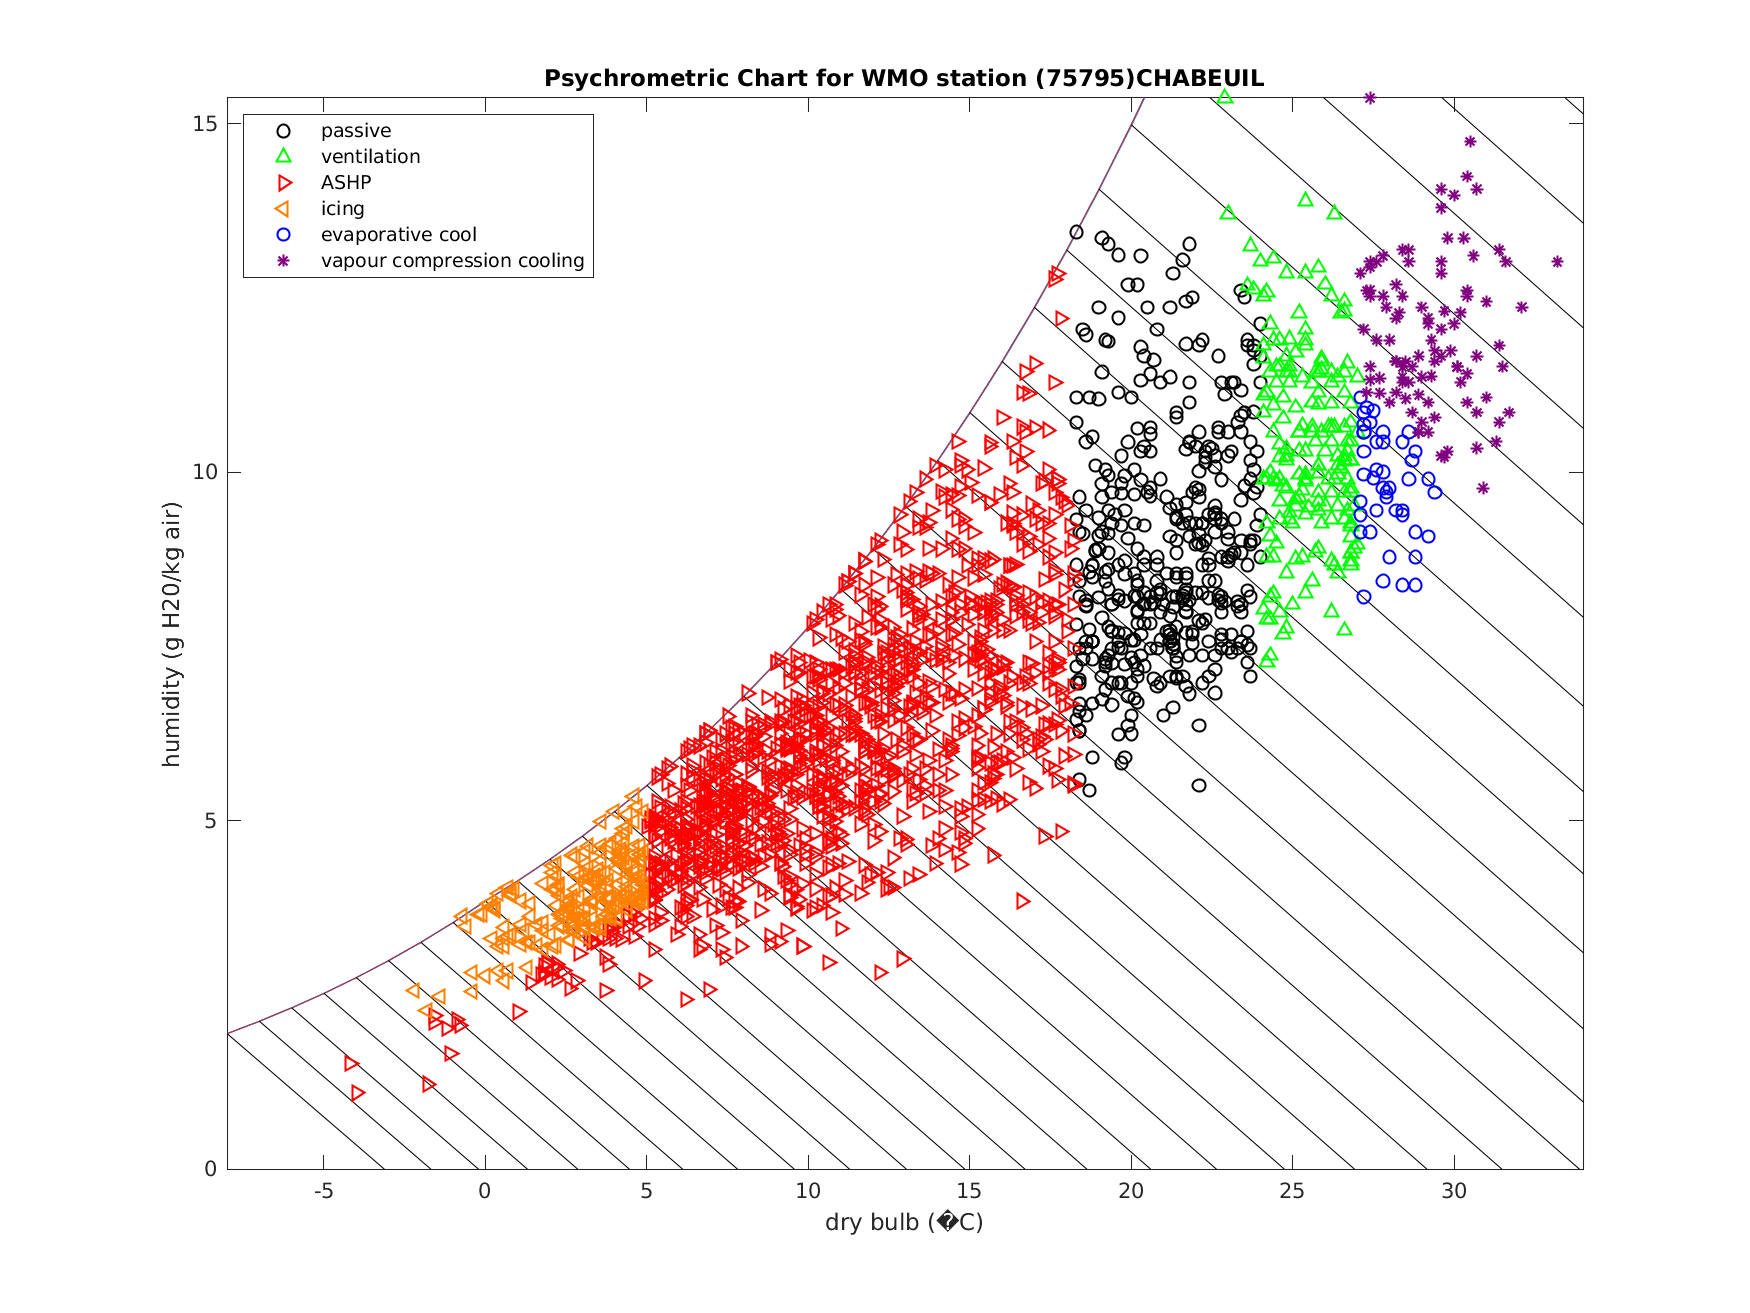 Psychrometric Chart for WMO station (75795)CHABEUIL
15
passive
ventilation
ASHP
icing
evaporative cool
vapour compression cooling
10
humidity (g H20/kg air)
5
0
-5 0 5 10 15 20 25 30
dry bulb (�C)